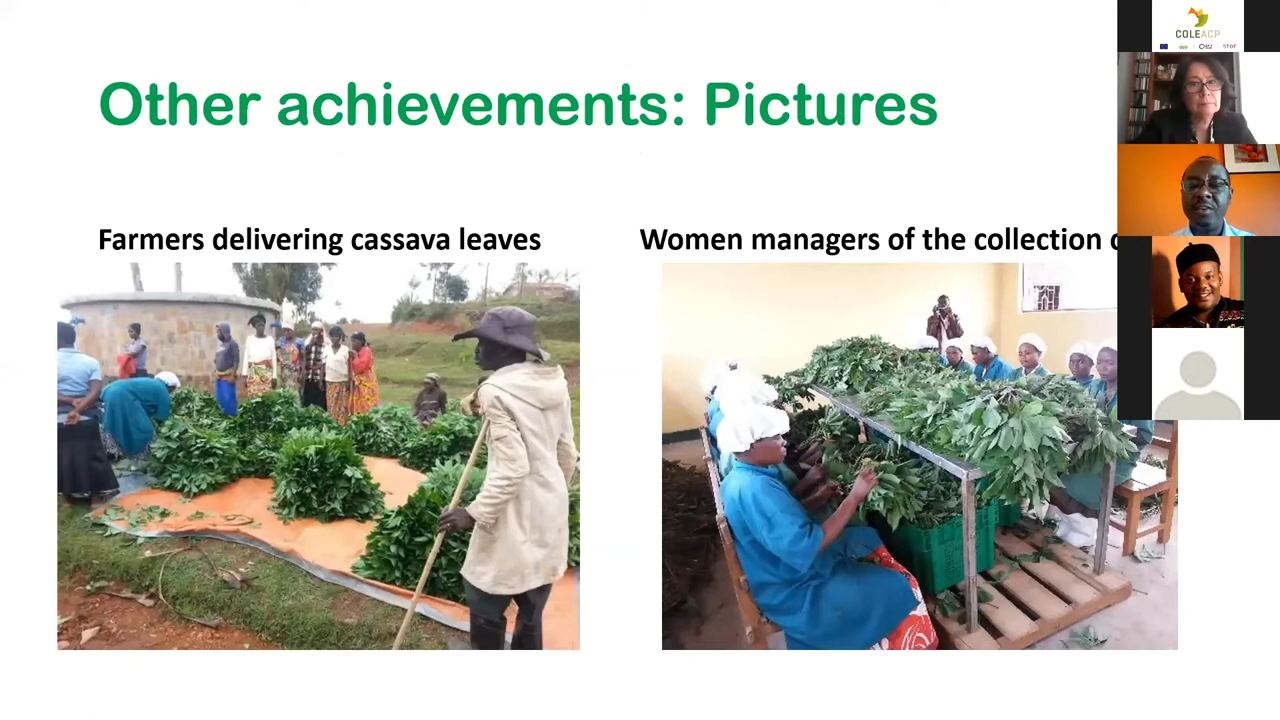 Other achievements: Pictures
Farmers delivering cassava leaves
Women managers of the collection
COLEACP